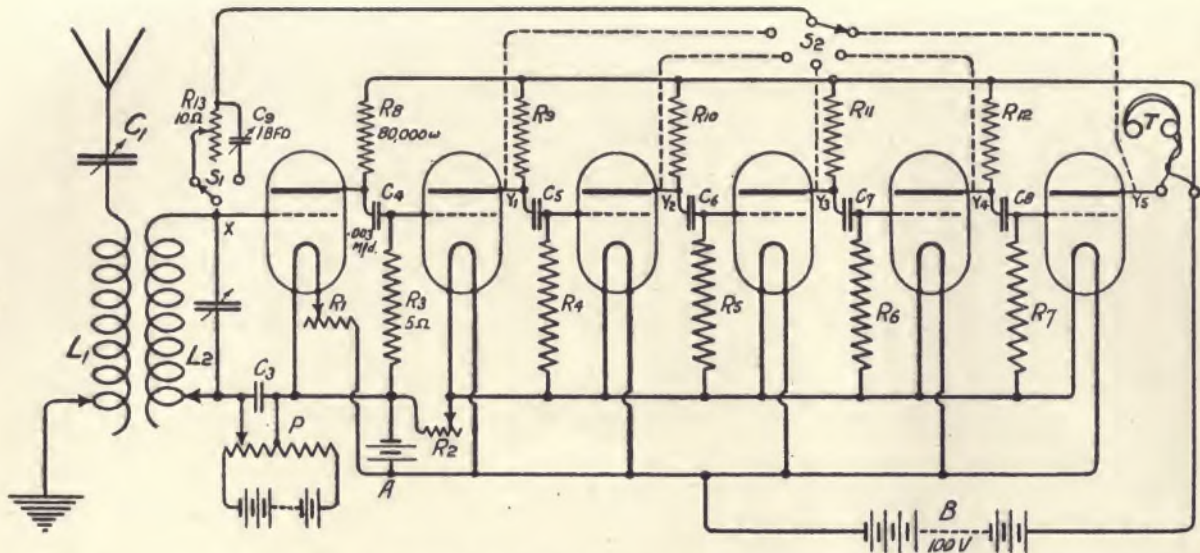 C1
R13
10Ω
C9
1BFD
S1
X
L1
L2
C3
P
R1
R8
80,000ω
C4
.003
Mfd.
R3
5Ω
A
R2
R9
Y1
C5
R4
R10
Y2
C6
R5
S2
R11
Y3
C7
R6
R12
Y4
C8
R7
T
Y5
B
100V